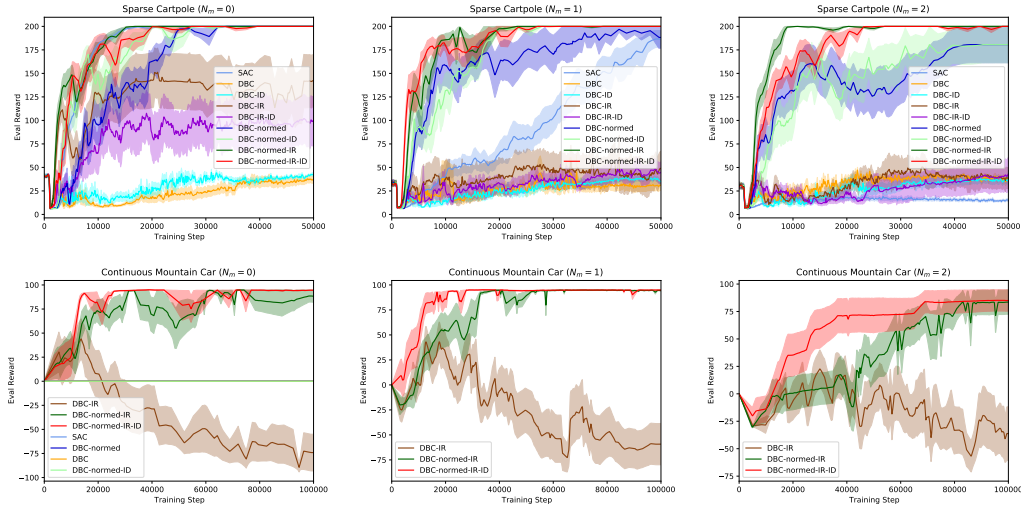 Sparse Cartpole (N_m = 0)
Eval Reward
200
175
150
125
100
75
50
25
0
SAC
DBC
DBC-ID
DBC-IR
DBC-IR-ID
DBC-normed
DBC-normed-ID
DBC-normed-IR
DBC-normed-IR-ID
0 10000 20000 30000 40000 50000
Training Step
Sparse Cartpole (N_m = 1)
Eval Reward
200
175
150
125
100
75
50
25
0
SAC
DBC
DBC-ID
DBC-IR
DBC-IR-ID
DBC-normed
DBC-normed-ID
DBC-normed-IR
DBC-normed-IR-ID
0 10000 20000 30000 40000 50000
Training Step
Sparse Cartpole (N_m = 2)
Eval Reward
200
175
150
125
100
75
50
25
0
SAC
DBC
DBC-ID
DBC-IR
DBC-IR-ID
DBC-normed
DBC-normed-ID
DBC-normed-IR
DBC-normed-IR-ID
0 10000 20000 30000 40000 50000
Training Step
Continuous Mountain Car (N_m = 0)
Eval Reward
100
75
50
25
0
−25
−50
−75
−100
DBC-IR
DBC-normed-IR
DBC-normed-IR-ID
SAC
DBC-normed
DBC
DBC-normed-ID
0 20000 40000 60000 80000 100000
Training Step
Continuous Mountain Car (N_m = 1)
Eval Reward
100
75
50
25
0
−25
−50
−75
DBC-IR
DBC-normed-IR
DBC-normed-IR-ID
0 20000 40000 60000 80000 100000
Training Step
Continuous Mountain Car (N_m = 2)
Eval Reward
75
50
25
0
−25
−50
−75
DBC-IR
DBC-normed-IR
DBC-normed-IR-ID
0 20000 40000 60000 80000 100000
Training Step